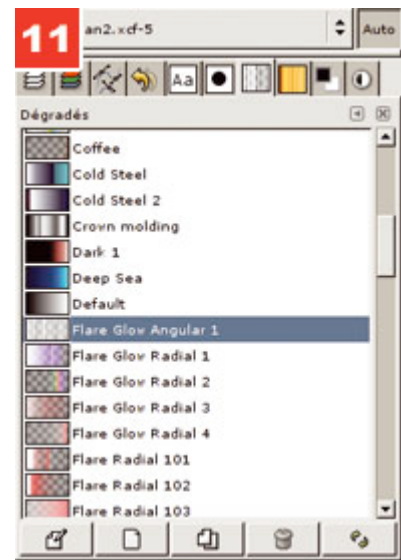 11
an2.xcf-5
Auto
Aa
Dégradés
Coffee
Cold Steel
Cold Steel 2
Crown molding
Dark 1
Deep Sea
Default
Flare Glow Angular 1
Flare Glow Radial 1
Flare Glow Radial 2
Flare Glow Radial 3
Flare Glow Radial 4
Flare Radial 101
Flare Radial 102
Flare Radial 103